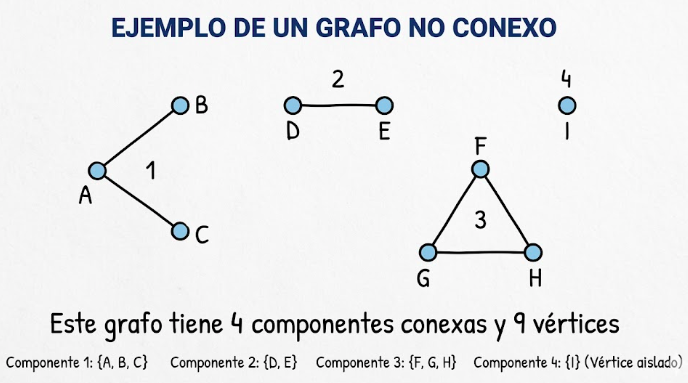 EJEMPLO DE UN GRAFO NO CONEXO
2
4
B
D
E
I
F
1
A
3
C
G
H
Este grafo tiene 4 componentes conexas y 9 vértices
Componente 1: {A, B, C} Componente 2: {D, E} Componente 3: {F, G, H} Componente 4: {I} (Vértice aislado)